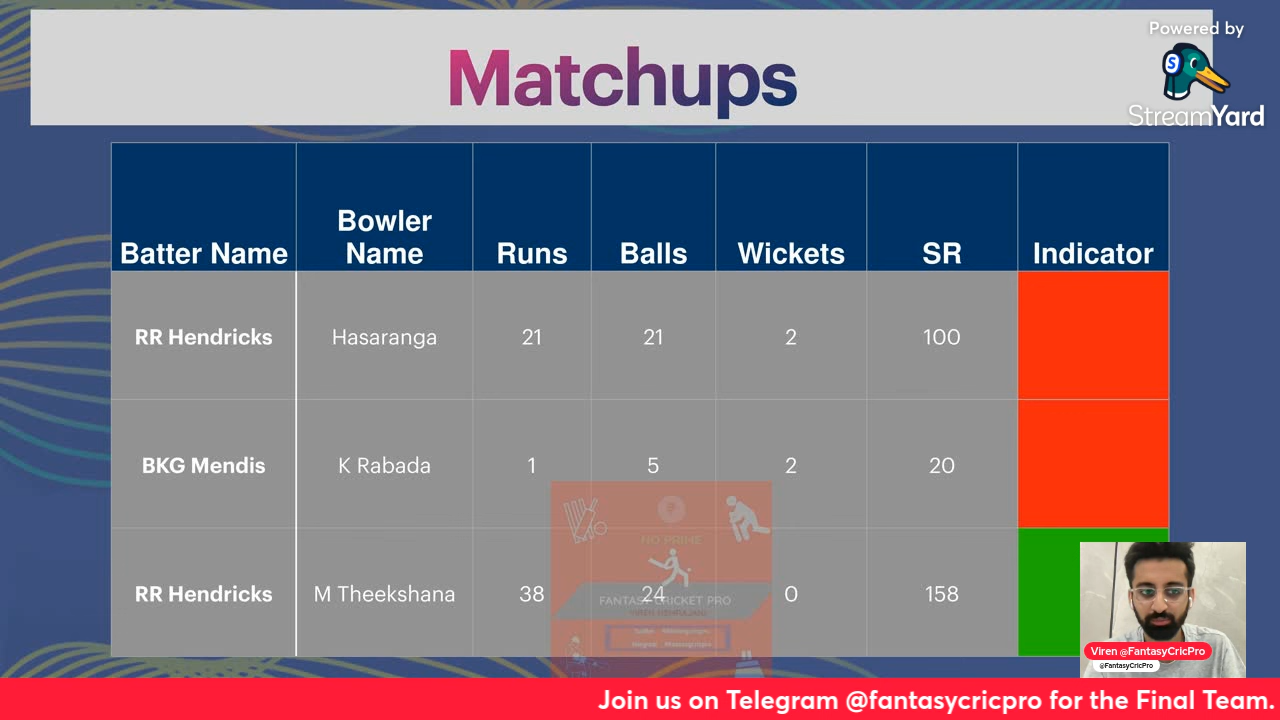 Powered by
StreamYard
Matchups
Batter Name
Bowler Name
Runs
Balls
Wickets
SR
Indicator
RR Hendricks
Hasaranga
21
21
2
100
BKG Mendis
K Rabada
1
5
2
20
RR Hendricks
M Theekshana
38
24
0
158
NO PRIME
FANTASY CRICKET PRO
Viren @FantasyCricPro
@FantasyCricPro
Join us on Telegram @fantasycricpro for the Final Team.